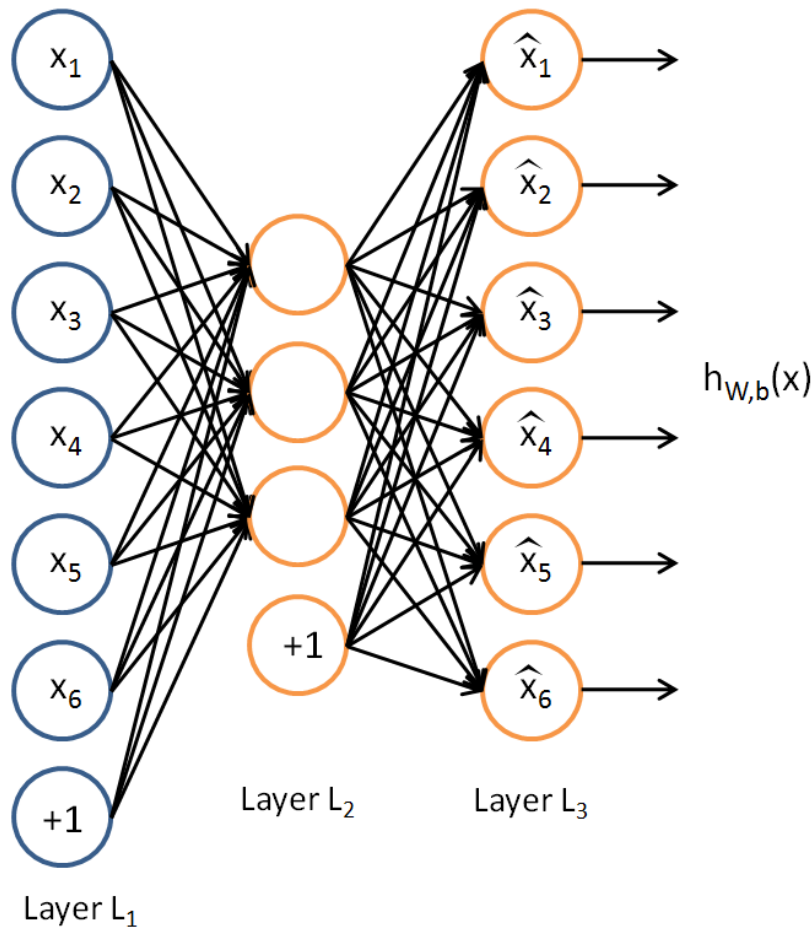 x₁
x₂
x₃
x₄
x₅
x₆
+1
Layer L₁
+1
Layer L₂
x̂₁
x̂₂
x̂₃
x̂₄
x̂₅
x̂₆
Layer L₃
h_{W,b}(x)